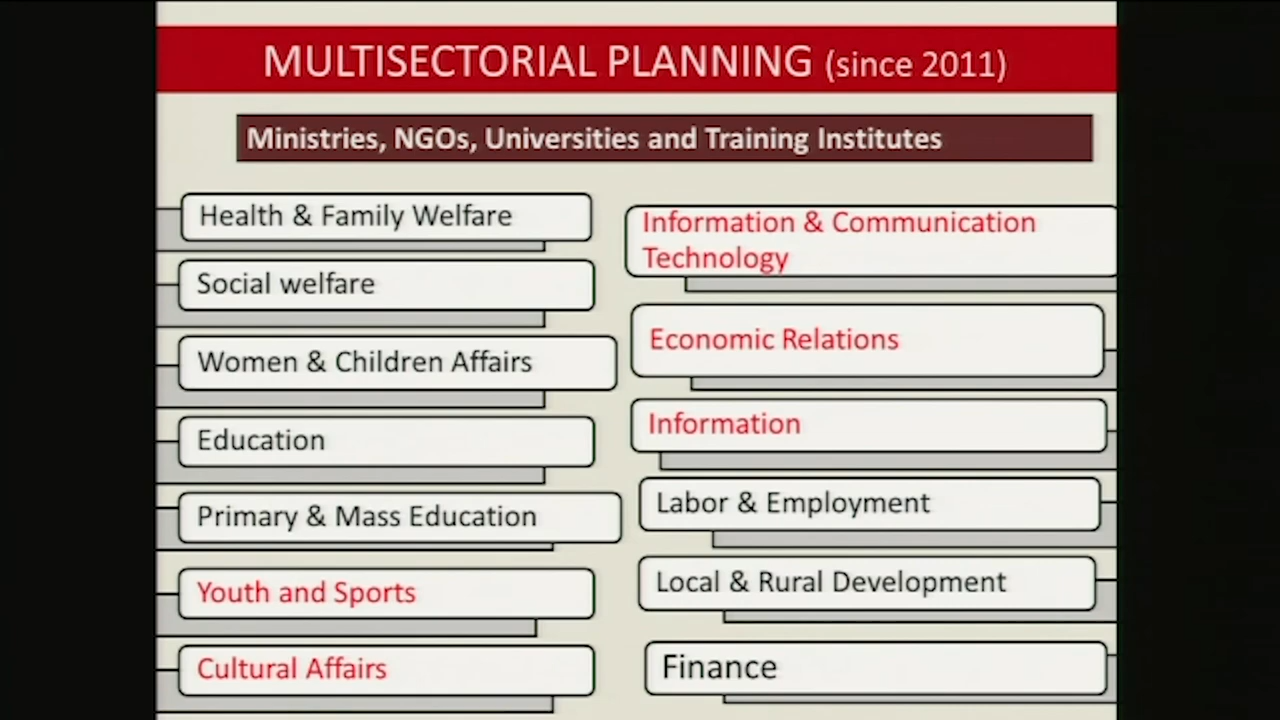 MULTISECTORIAL PLANNING (since 2011)
Ministries, NGOs, Universities and Training Institutes
Health & Family Welfare
Social welfare
Women & Children Affairs
Education
Primary & Mass Education
Youth and Sports
Cultural Affairs
Information & Communication
Technology
Economic Relations
Information
Labor & Employment
Local & Rural Development
Finance